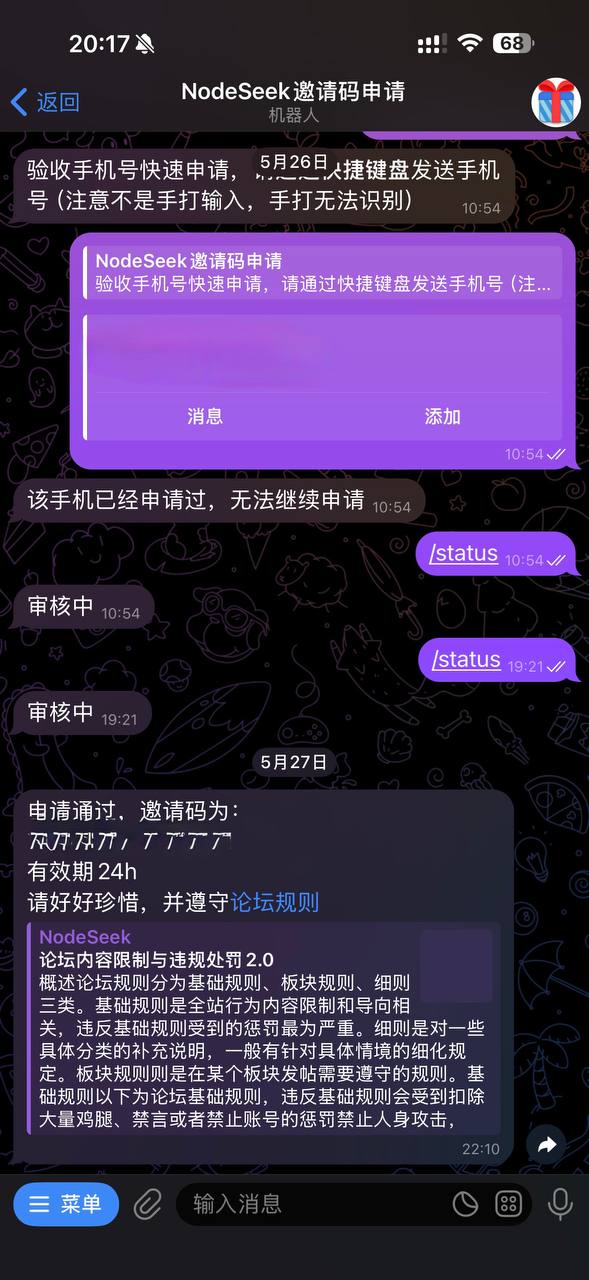 20:17
68
返回
NodeSeek邀请码申请
机器人
5月26日
验收手机号快速申请，快捷键盘发送手机
号（注意不是手打输入，手打无法识别）
10:54
NodeSeek邀请码申请
验收手机号快速申请，请通过快捷键盘发送手机号（注...
消息
添加
10:54
该手机已经申请过，无法继续申请
10:54
/status
10:54
审核中
10:54
/status
19:21
审核中
19:21
5月27日
申请通过，邀请码为：
有效期24h
请好好珍惜，并遵守论坛规则
NodeSeek
论坛内容限制与违规处罚2.0
概述论坛规则分为基础规则、板块规则、细则
三类。基础规则是全站行为内容限制和导向相
关，违反基础规则受到的惩罚最为严重。细则是对一些
具体分类的补充说明，一般有针对具体情境的细化规
定。板块规则则是在某个板块发帖需要遵守的规则。基
础规则以下为论坛基础规则，违反基础规则会受到扣除
大量鸡腿、禁言或者禁止账号的惩罚禁止人身攻击，
22:10
菜单
输入消息